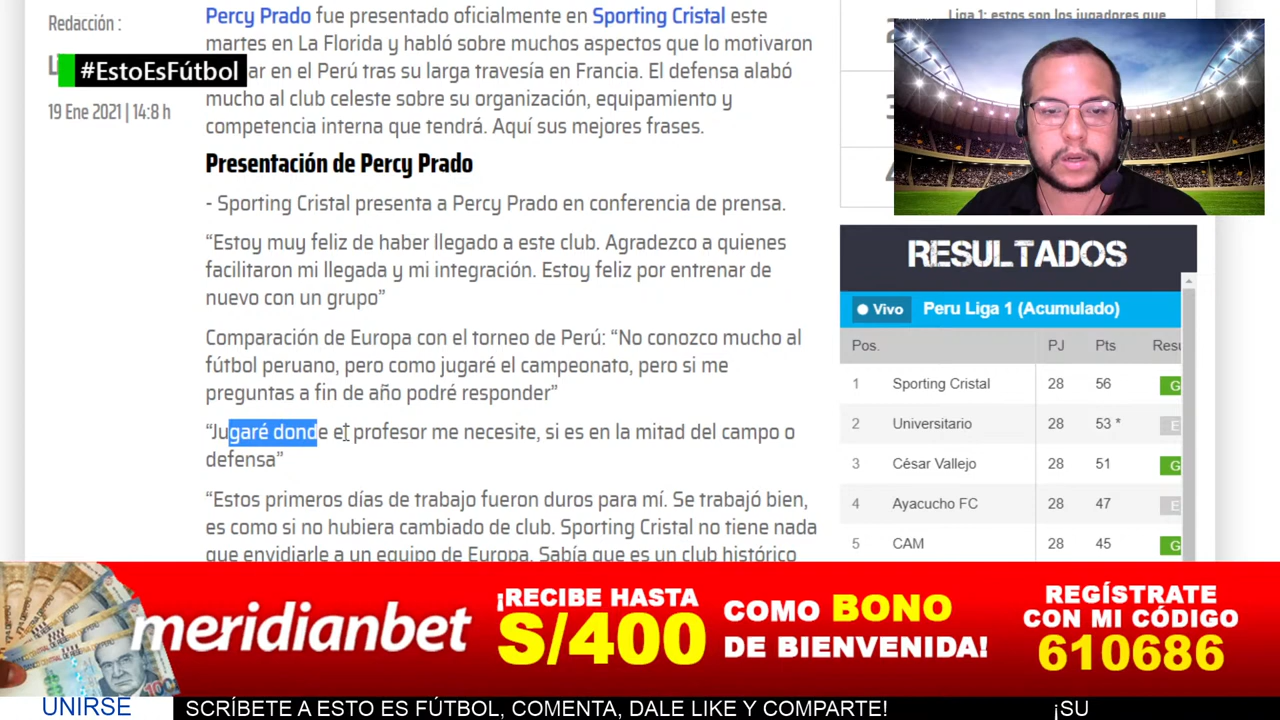 Redacción :
#EstoEsFútbol
19 Ene 2021 | 14:8 h
Percy Prado fue presentado oficialmente en Sporting Cristal este
martes en La Florida y habló sobre muchos aspectos que lo motivaron
ar en el Perú tras su larga travesía en Francia. El defensa alabó
mucho al club celeste sobre su organización, equipamiento y
competencia interna que tendrá. Aquí sus mejores frases.
Presentación de Percy Prado
- Sporting Cristal presenta a Percy Prado en conferencia de prensa.
“Estoy muy feliz de haber llegado a este club. Agradezco a quienes
facilitaron mi llegada y mi integración. Estoy feliz por entrenar de
nuevo con un grupo”
Comparación de Europa con el torneo de Perú: “No conozco mucho al
fútbol peruano, pero como jugaré el campeonato, pero si me
preguntas a fin de año podré responder”
“Jugaré donde el profesor me necesite, si es en la mitad del campo o
defensa”
“Estos primeros días de trabajo fueron duros para mí. Se trabajó bien,
es como si no hubiera cambiado de club. Sporting Cristal no tiene nada
que envidiarle a un equipo de Europa. Sabía que es un club histórico
Liga 1: estos son los jugadores que
RESULTADOS
Vivo Peru Liga 1 (Acumulado)
Pos. PJ Pts Resu
1 Sporting Cristal 28 56 G
2 Universitario 28 53 * E
3 César Vallejo 28 51 G
4 Ayacucho FC 28 47 E
5 CAM 28 45 G
meridianbet
¡RECIBE HASTA
S/400
COMO BONO
DE BIENVENIDA!
REGÍSTRATE
CON MI CÓDIGO
610686
UNIRSE
SCRÍBETE A ESTO ES FÚTBOL, COMENTA, DALE LIKE Y COMPARTE! ¡SU